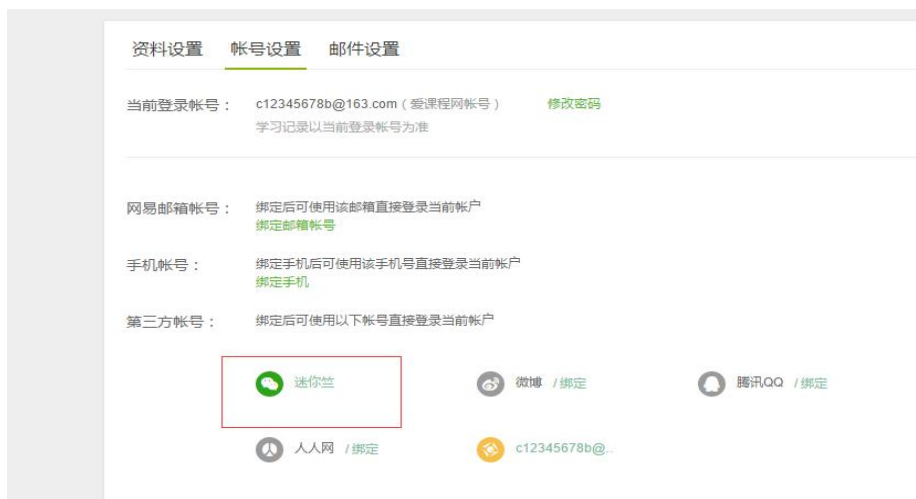 资料设置 帐号设置 邮件设置
当前登录帐号： c12345678b@163.com（爱课程网帐号） 修改密码
学习记录以当前登录帐号为准
网易邮箱帐号： 绑定后可使用该邮箱直接登录当前帐户
绑定邮箱帐号
手机帐号： 绑定手机后可使用该手机号直接登录当前帐户
绑定手机
第三方帐号： 绑定后可使用以下帐号直接登录当前帐户
迷你竺 微博 /绑定 腾讯QQ /绑定
人人网 /绑定 c12345678b@..